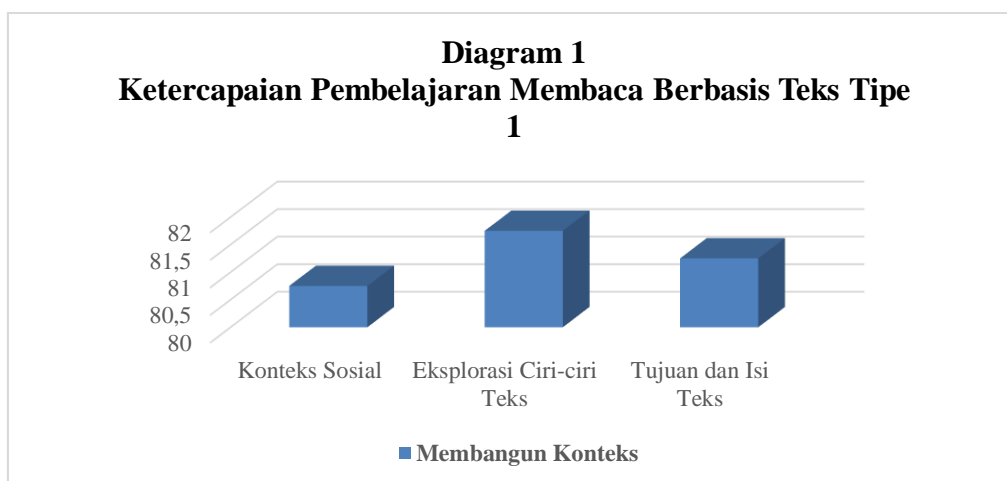 Diagram 1
Ketercapaian Pembelajaran Membaca Berbasis Teks Tipe
1
82
81,5
81
80,5
80
Konteks Sosial
Eksplorasi Ciri-ciri
Teks
Tujuan dan Isi
Teks
Membangun Konteks